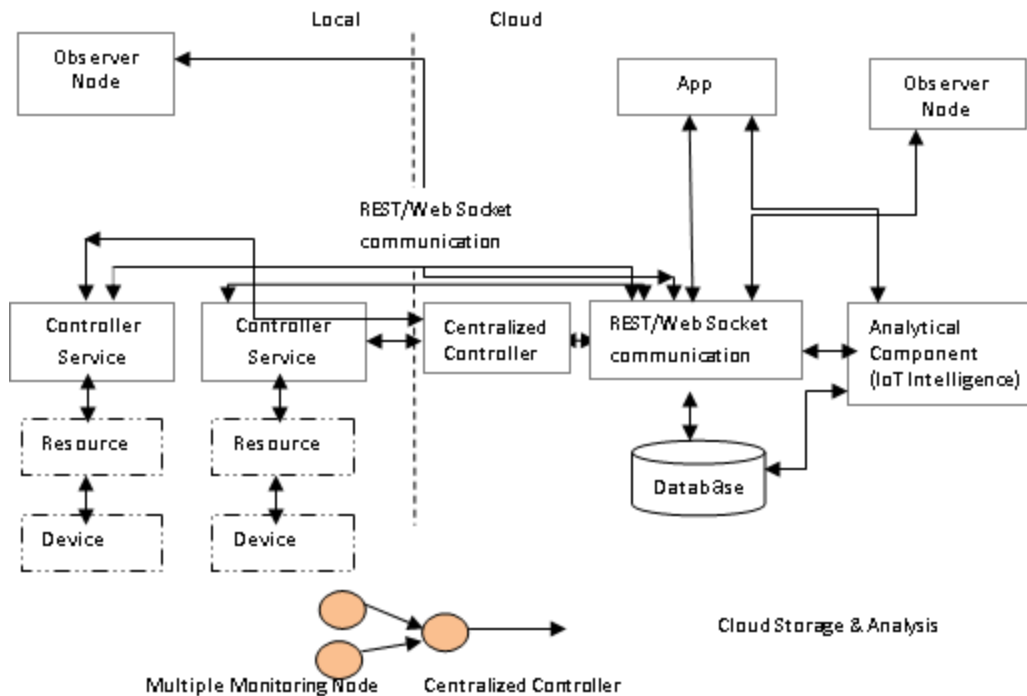 Local
Cloud
Observer
Node
App
Observer
Node
REST/Web Socket
communication
Controller
Service
Controller
Service
Centralized
Controller
REST/Web Socket
communication
Analytical
Component
(IoT Intelligence)
Resource
Resource
Database
Device
Device
Cloud Storage & Analysis
Multiple Monitoring Node
Centralized Controller